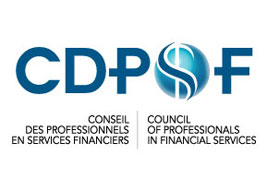 CDPSF
CONSEIL
DES PROFESSIONNELS
EN SERVICES FINANCIERS
COUNCIL
OF PROFESSIONALS
IN FINANCIAL SERVICES